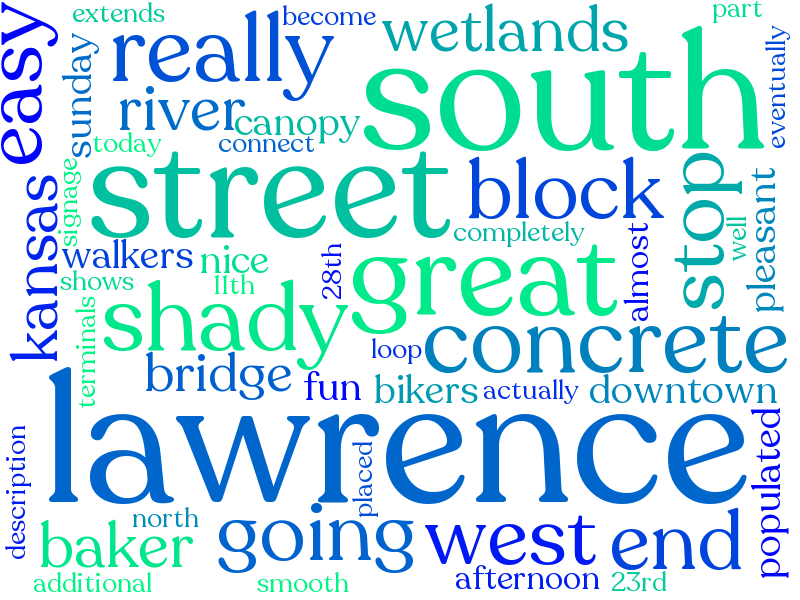 extends
become
part
easy
really
wetlands
south
eventually
sunday
river
canopy
today
connect
street
block
stop
pleasant
signage
kansas
walkers
nice
completely
well
shows
11th
28th
great
almost
terminals
shady
concrete
loop
bridge
fun
bikers
actually
downtown
lawrence
description
placed
populated
north
baker
going
west
end
additional
smooth
afternoon
23rd